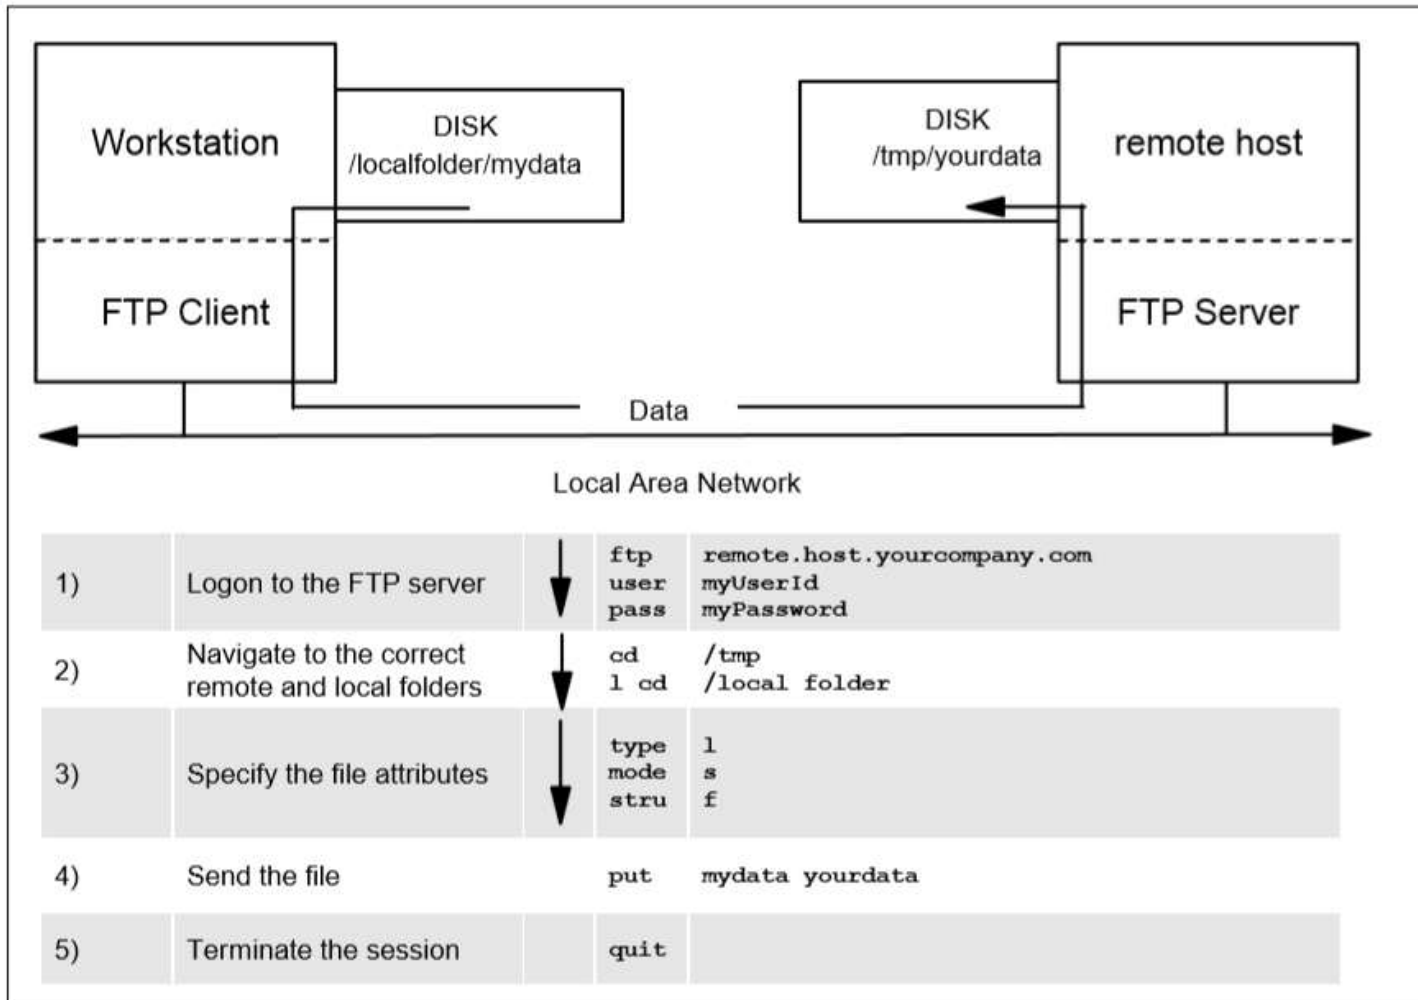 Workstation
DISK
/localfolder/mydata
DISK
/tmp/yourdata
remote host
FTP Client
FTP Server
Data
Local Area Network
1) Logon to the FTP server ftp remote.host.yourcompany.com
user myUserId
pass myPassword
2) Navigate to the correct remote and local folders cd /tmp
l cd /local folder
3) Specify the file attributes type l
mode s
stru f
4) Send the file put mydata yourdata
5) Terminate the session quit